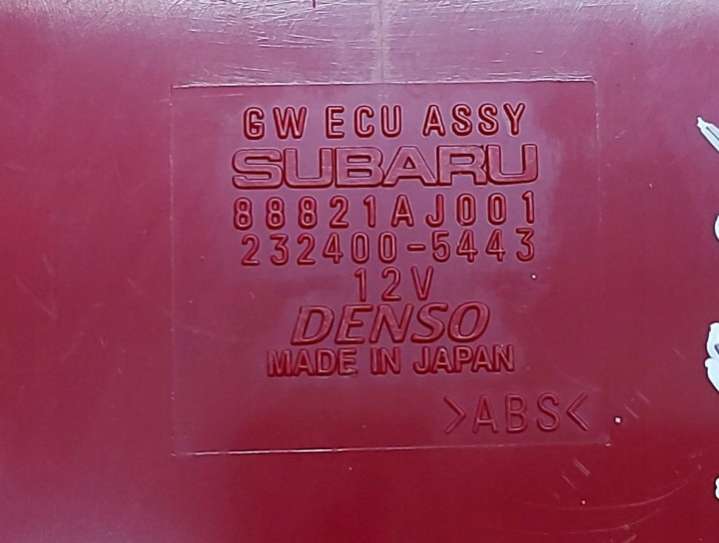 GW ECU ASSY
SUBARU
88821AJ001
232400-5443
12V
DENSO
MADE IN JAPAN
>ABS<